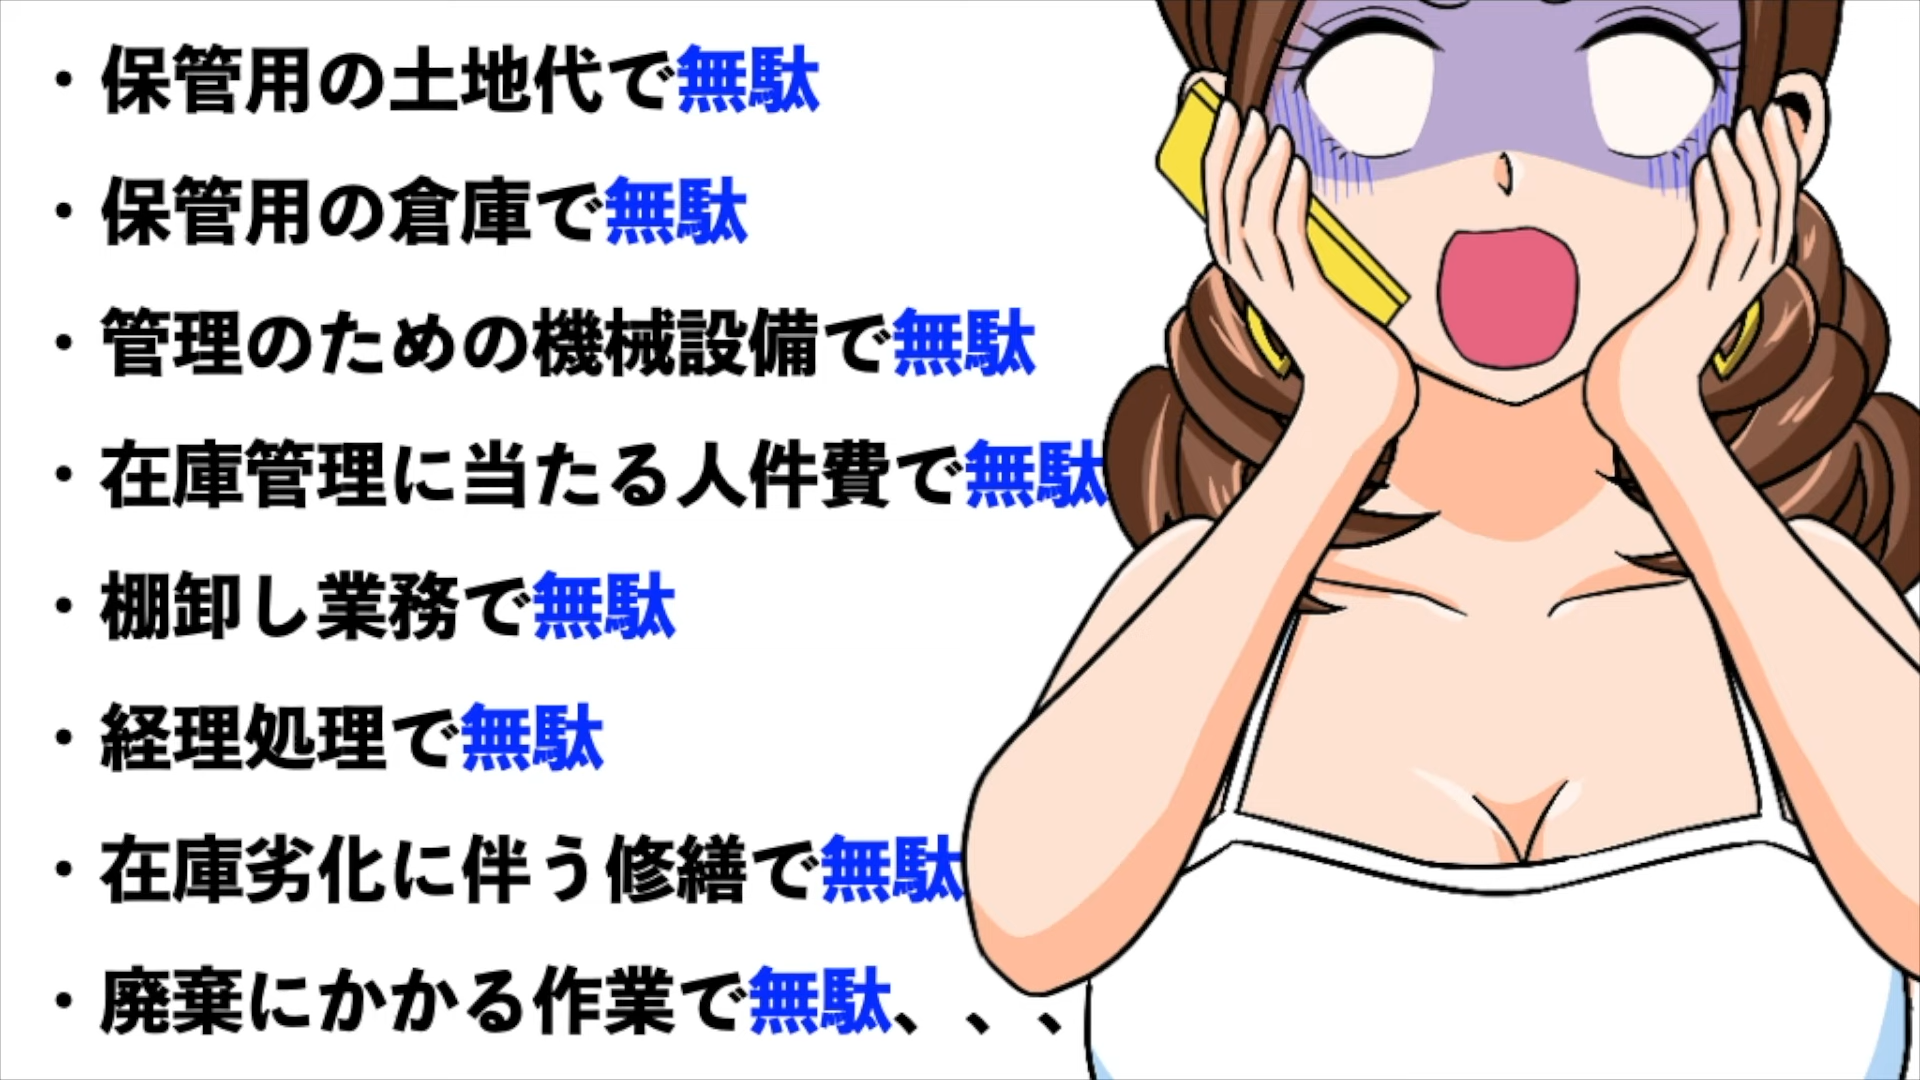 ・保管用の土地代で無駄
・保管用の倉庫で無駄
・管理のための機械設備で無駄
・在庫管理に当たる人件費で無駄
・棚卸し業務で無駄
・経理処理で無駄
・在庫劣化に伴う修繕で無駄
・廃棄にかかる作業で無駄、、、